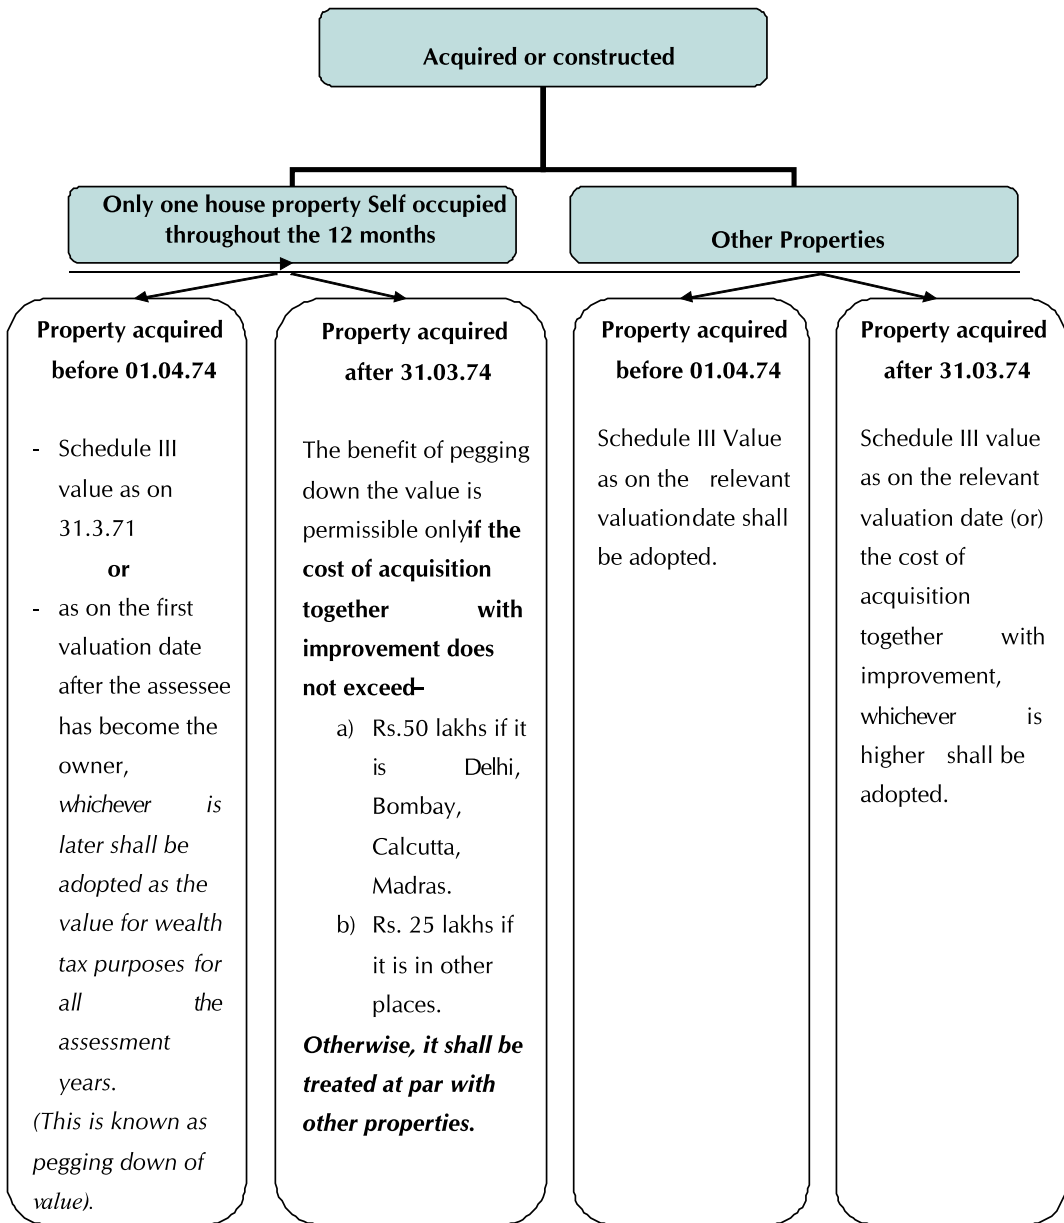 Acquired or constructed
Only one house property Self occupied
throughout the 12 months
Other Properties
Property acquired
before 01.04.74
- Schedule III
value as on
31.3.71
or
- as on the first
valuation date
after the assessee
has become the
owner,
whichever is
later shall be
adopted as the
value for wealth
tax purposes for
all the
assessment
years.
(This is known as
pegging down of
value).
Property acquired
after 31.03.74
The benefit of pegging
down the value is
permissible only if the
cost of acquisition
together with
improvement does
not exceed–
a) Rs.50 lakhs if it
is Delhi,
Bombay,
Calcutta,
Madras.
b) Rs. 25 lakhs if
it is in other
places.
Otherwise, it shall be
treated at par with
other properties.
Property acquired
before 01.04.74
Schedule III Value
as on the relevant
valuation date shall
be adopted.
Property acquired
after 31.03.74
Schedule III value
as on the relevant
valuation date (or)
the cost of
acquisition
together with
improvement,
whichever is
higher shall be
adopted.